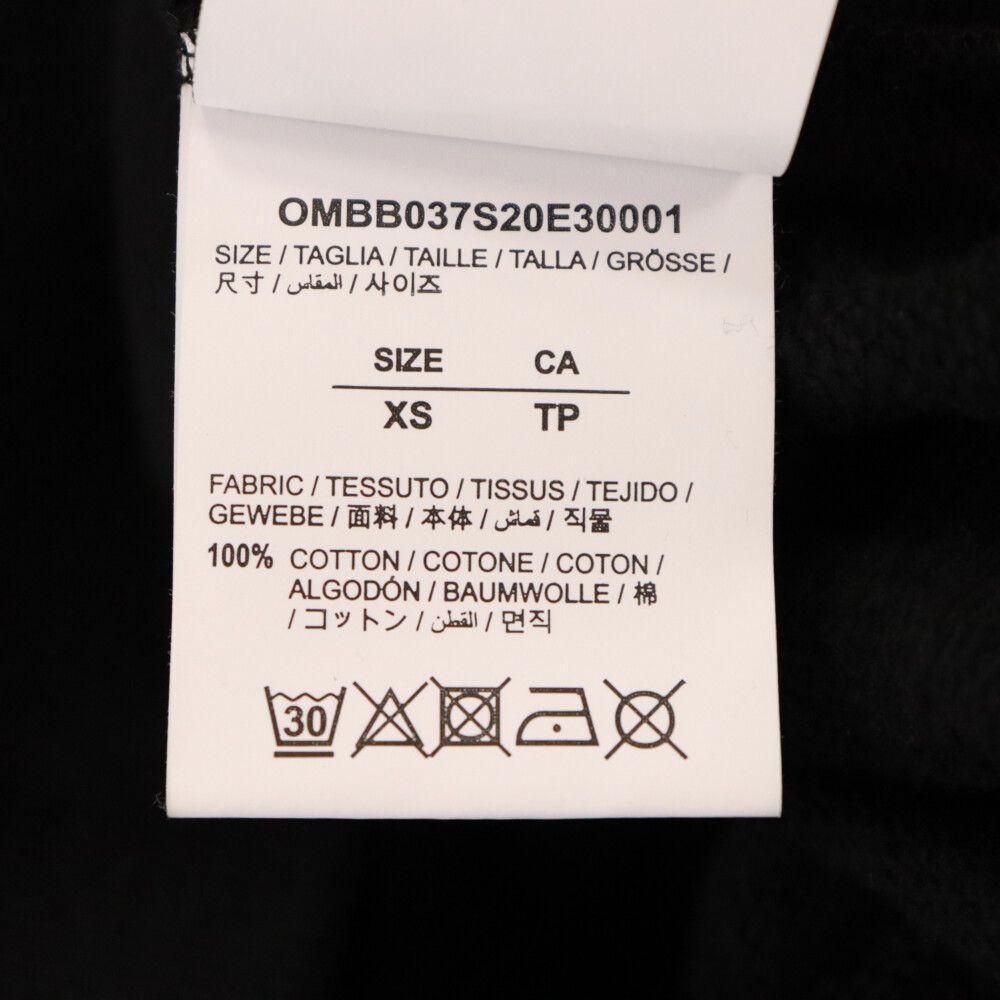 OMBB037S20E30001
SIZE / TAGLIA / TAILLE / TALLA / GRÖSSE /
尺寸 / المقاس / 사이즈
SIZE CA
XS TP
FABRIC / TESSUTO / TISSUS / TEJIDO /
GEWEBE / 面料 / 本体 / قماش / 직물
100% COTTON / COTONE / COTON /
ALGODÓN / BAUMWOLLE / 棉
/ コットン / القطن / 면직
30